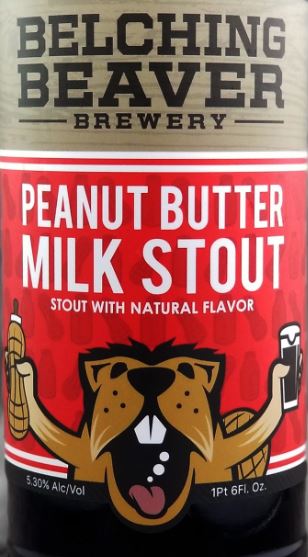 BELCHING
BEAVER
BREWERY
PEANUT BUTTER
MILK STOUT
STOUT WITH NATURAL FLAVOR
5.30% Alc/Vol
1Pt 6Fl. Oz.